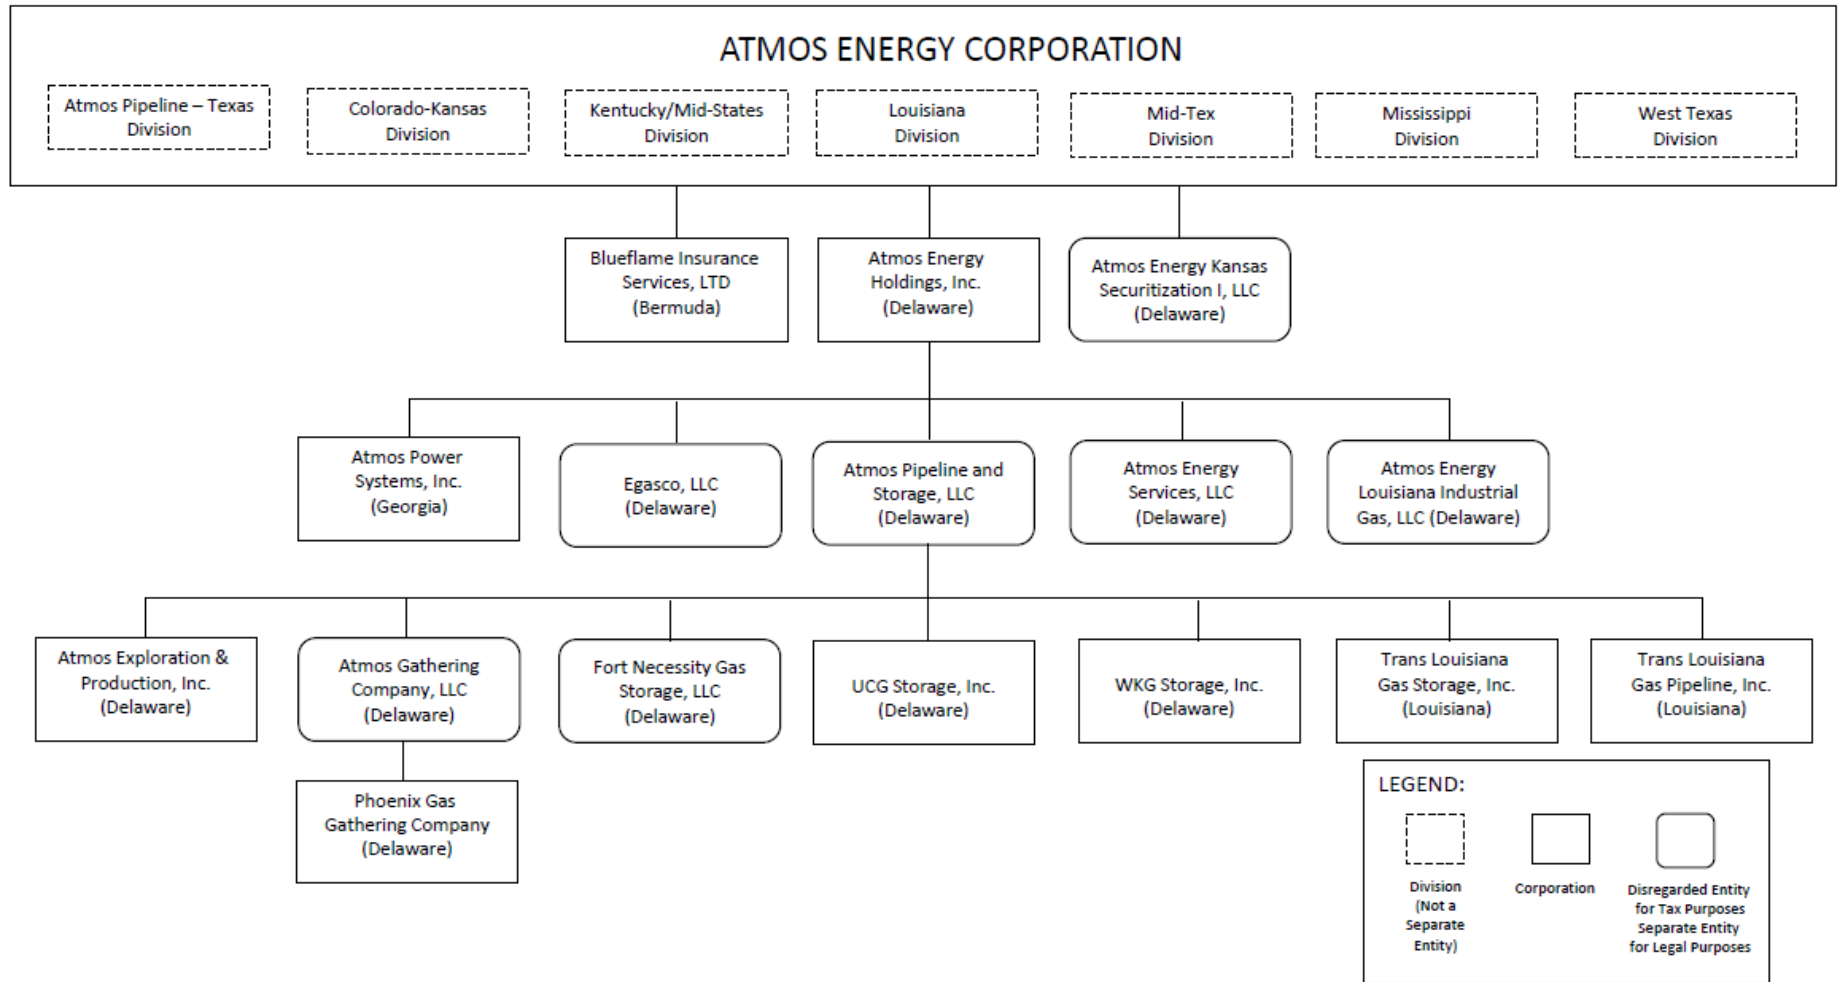 ATMOS ENERGY CORPORATION
Atmos Pipeline – Texas
Division
Colorado-Kansas
Division
Kentucky/Mid-States
Division
Louisiana
Division
Mid-Tex
Division
Mississippi
Division
West Texas
Division
Blueflame Insurance
Services, LTD
(Bermuda)
Atmos Energy
Holdings, Inc.
(Delaware)
Atmos Energy Kansas
Securitization I, LLC
(Delaware)
Atmos Power
Systems, Inc.
(Georgia)
Egasco, LLC
(Delaware)
Atmos Pipeline and
Storage, LLC
(Delaware)
Atmos Energy
Services, LLC
(Delaware)
Atmos Energy
Louisiana Industrial
Gas, LLC (Delaware)
Atmos Exploration &
Production, Inc.
(Delaware)
Atmos Gathering
Company, LLC
(Delaware)
Fort Necessity Gas
Storage, LLC
(Delaware)
UCG Storage, Inc.
(Delaware)
WKG Storage, Inc.
(Delaware)
Trans Louisiana
Gas Storage, Inc.
(Louisiana)
Trans Louisiana
Gas Pipeline, Inc.
(Louisiana)
Phoenix Gas
Gathering Company
(Delaware)
LEGEND:
Division
(Not a
Separate
Entity)
Corporation
Disregarded Entity
for Tax Purposes
Separate Entity
for Legal Purposes